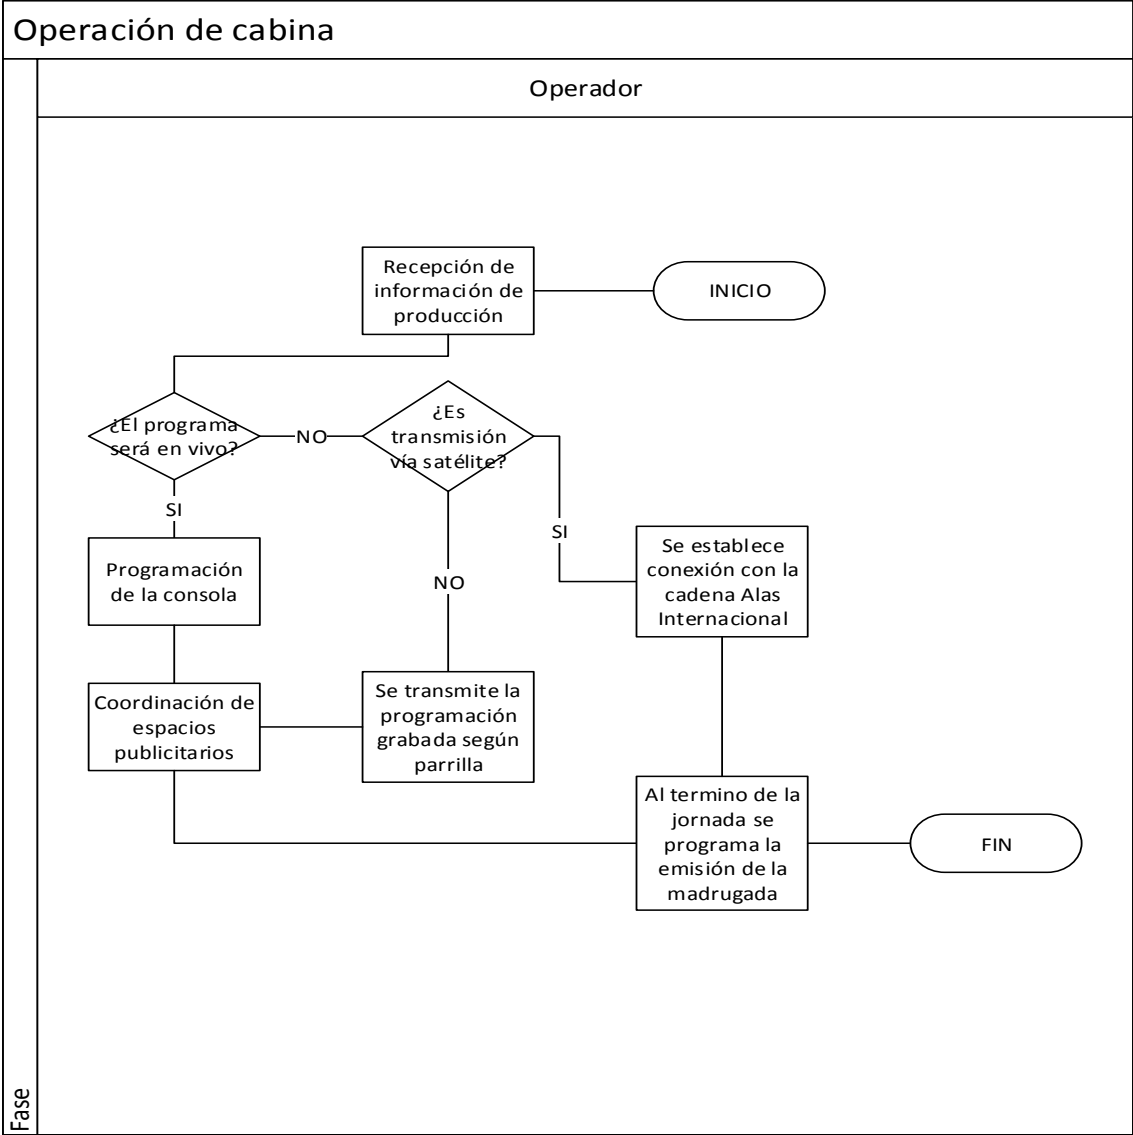 Operación de cabina
Operador
Recepción de
información de
producción
INICIO
¿El programa
será en vivo?
NO
¿Es
transmisión
vía satélite?
SI
Programación
de la consola
NO
SI
Se establece
conexión con la
cadena Alas
Internacional
Coordinación de
espacios
publicitarios
Se transmite la
programación
grabada según
parrilla
Al termino de la
jornada se
programa la
emisión de la
madrugada
FIN
Fase